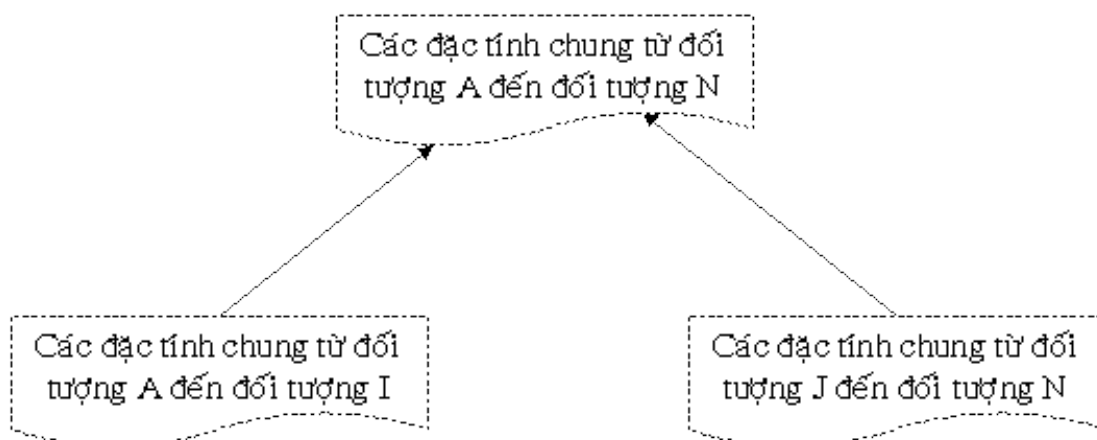 Các đặc tính chung từ đối
tượng A đến đối tượng N
Các đặc tính chung từ đối
tượng A đến đối tượng I
Các đặc tính chung từ đối
tượng J đến đối tượng N